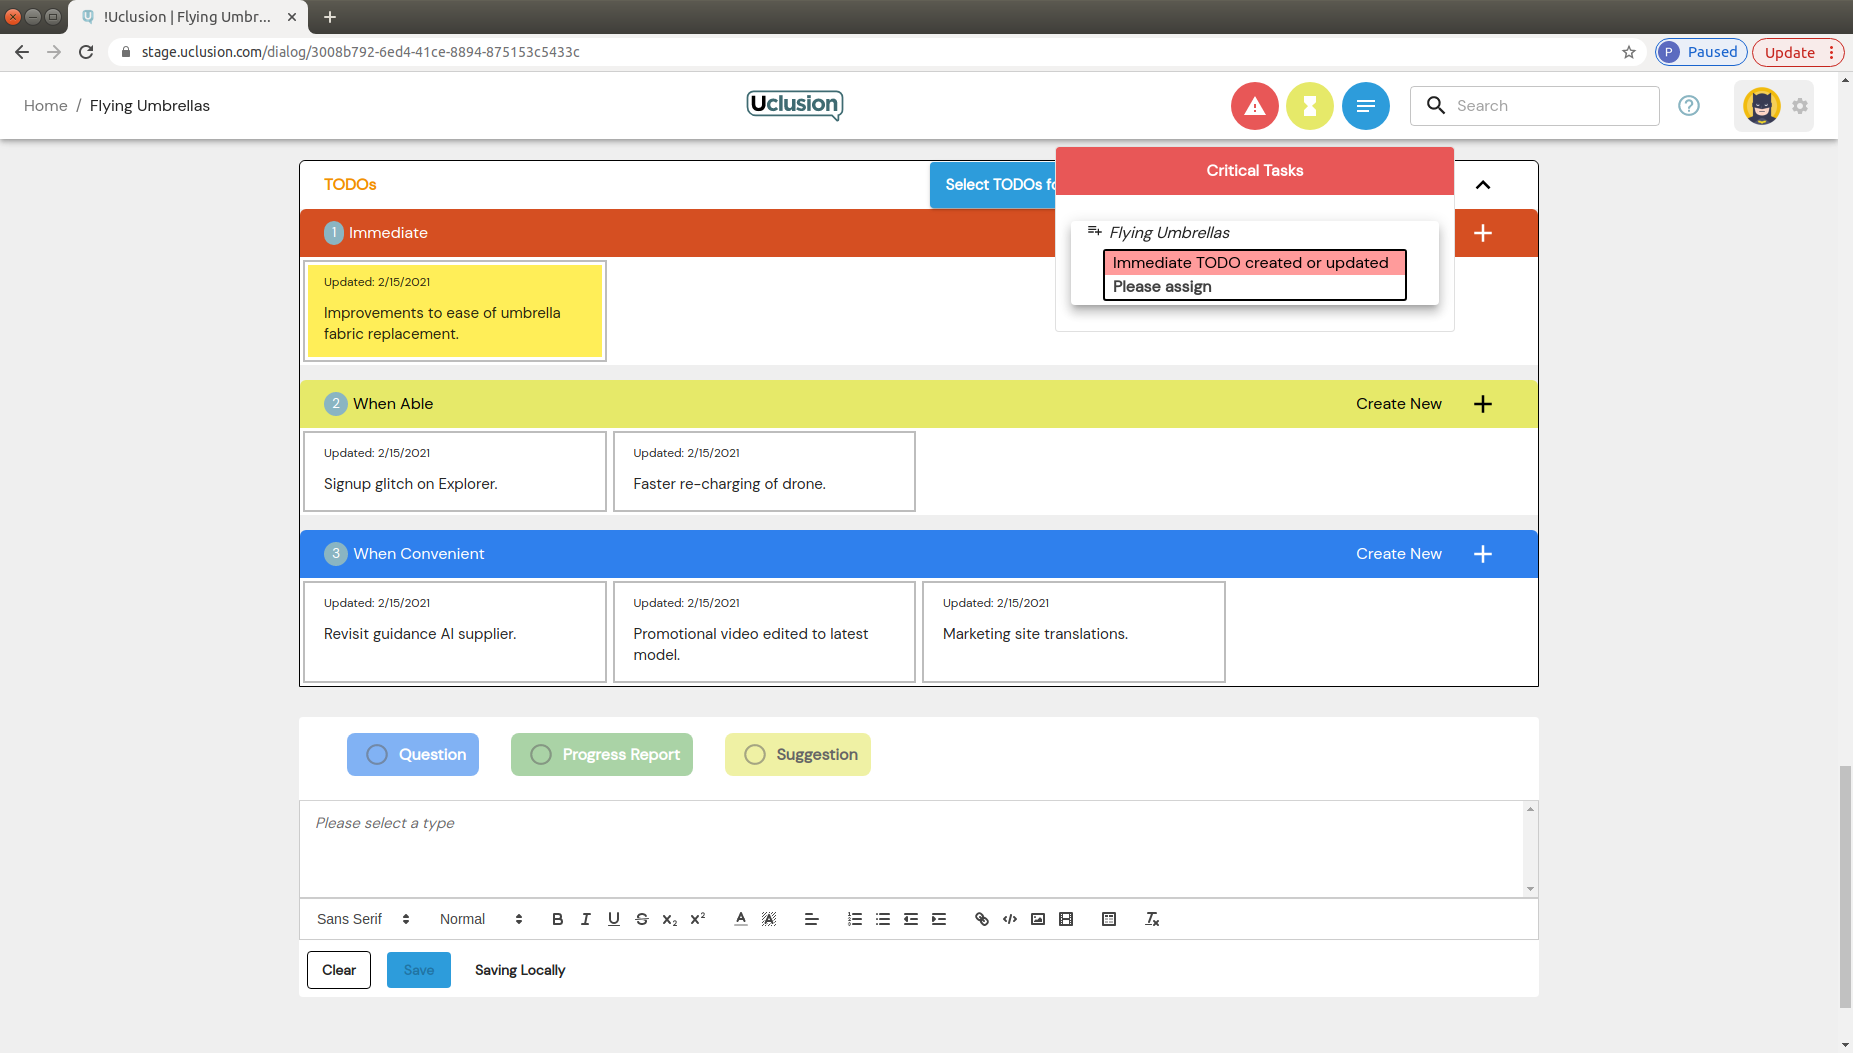 !Uclusion | Flying Umbr...
stage.uclusion.com/dialog/3008b792-6ed4-41ce-8894-875153c5433c
P Paused
Update
Home / Flying Umbrellas
Uclusion
Search
TODOs
Select TODOs fo
Critical Tasks
1 Immediate
Flying Umbrellas
Immediate TODO created or updated
Please assign
Updated: 2/15/2021
Improvements to ease of umbrella
fabric replacement.
2 When Able
Create New
Updated: 2/15/2021
Signup glitch on Explorer.
Updated: 2/15/2021
Faster re-charging of drone.
3 When Convenient
Create New
Updated: 2/15/2021
Revisit guidance AI supplier.
Updated: 2/15/2021
Promotional video edited to latest
model.
Updated: 2/15/2021
Marketing site translations.
Question
Progress Report
Suggestion
Please select a type
Sans Serif
Normal
Clear
Save
Saving Locally